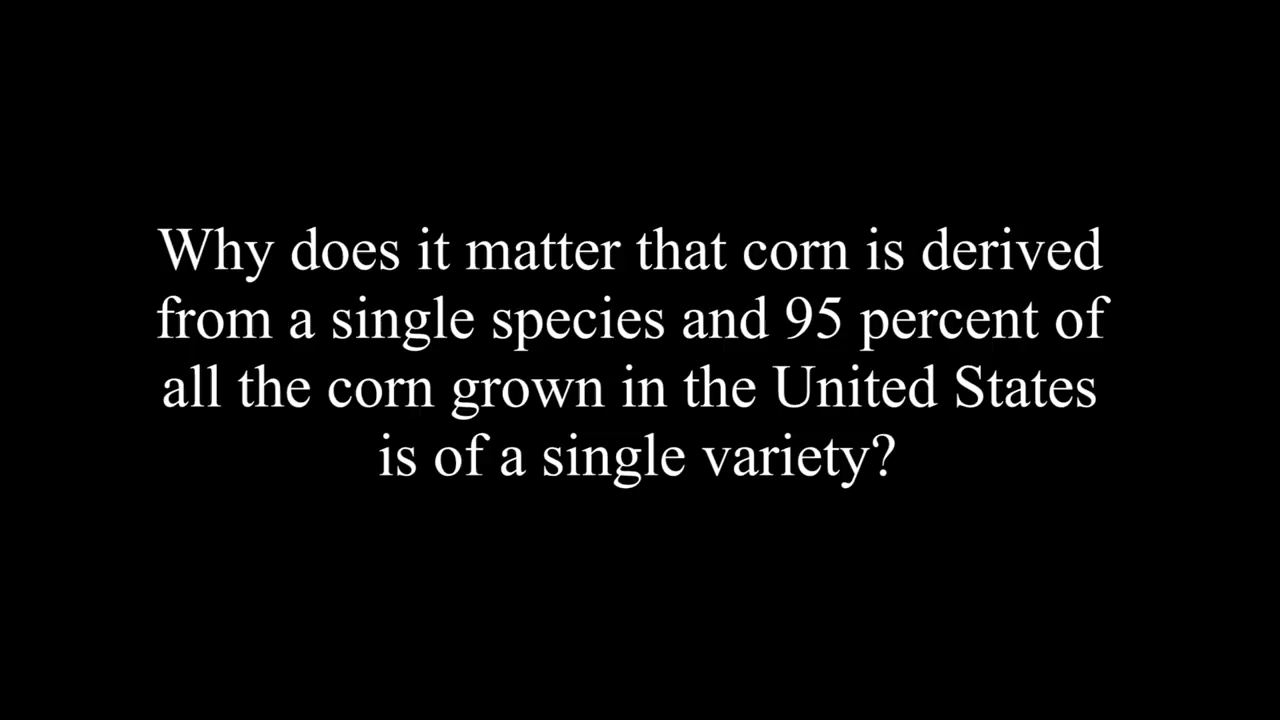 Why does it matter that corn is derived
from a single species and 95 percent of
all the corn grown in the United States
is of a single variety?